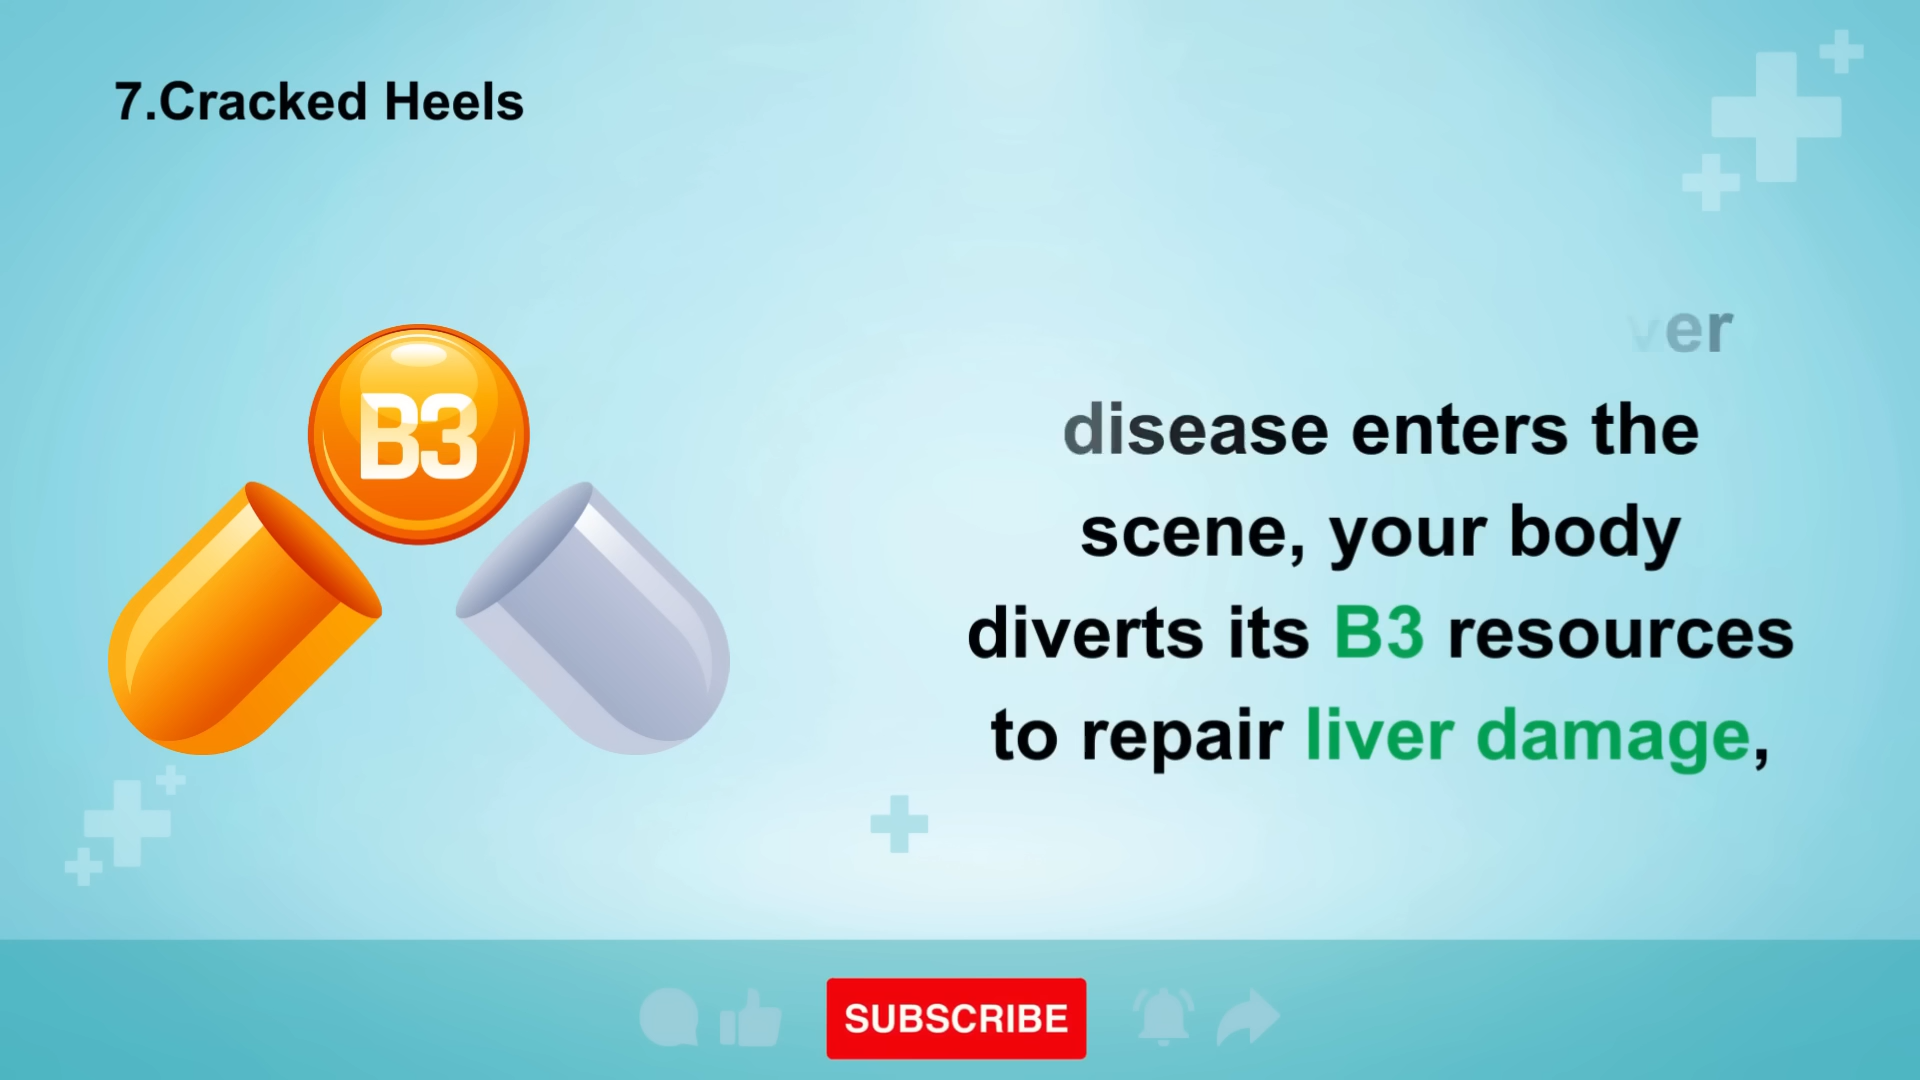 7.Cracked Heels
B3
ver
disease enters the
scene, your body
diverts its B3 resources
to repair liver damage,
SUBSCRIBE